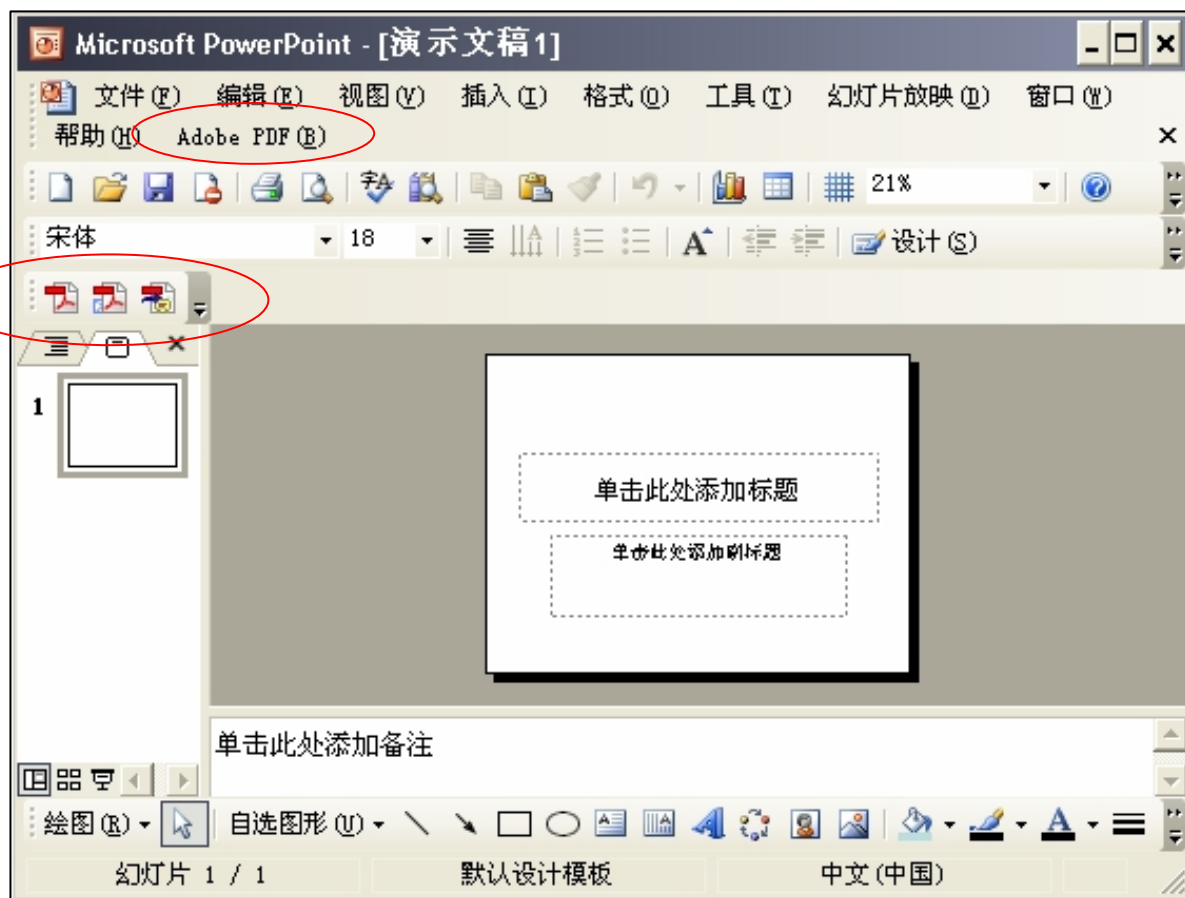 Microsoft PowerPoint - [演示文稿1]
文件(F) 编辑(E) 视图(V) 插入(I) 格式(O) 工具(T) 幻灯片放映(D) 窗口(W)
帮助(H) Adobe PDF(B)
21%
宋体 18 设计(S)
1
单击此处添加标题
单击此处添加副标题
单击此处添加备注
绘图(R) 自选图形(U)
幻灯片 1 / 1 默认设计模板 中文(中国)